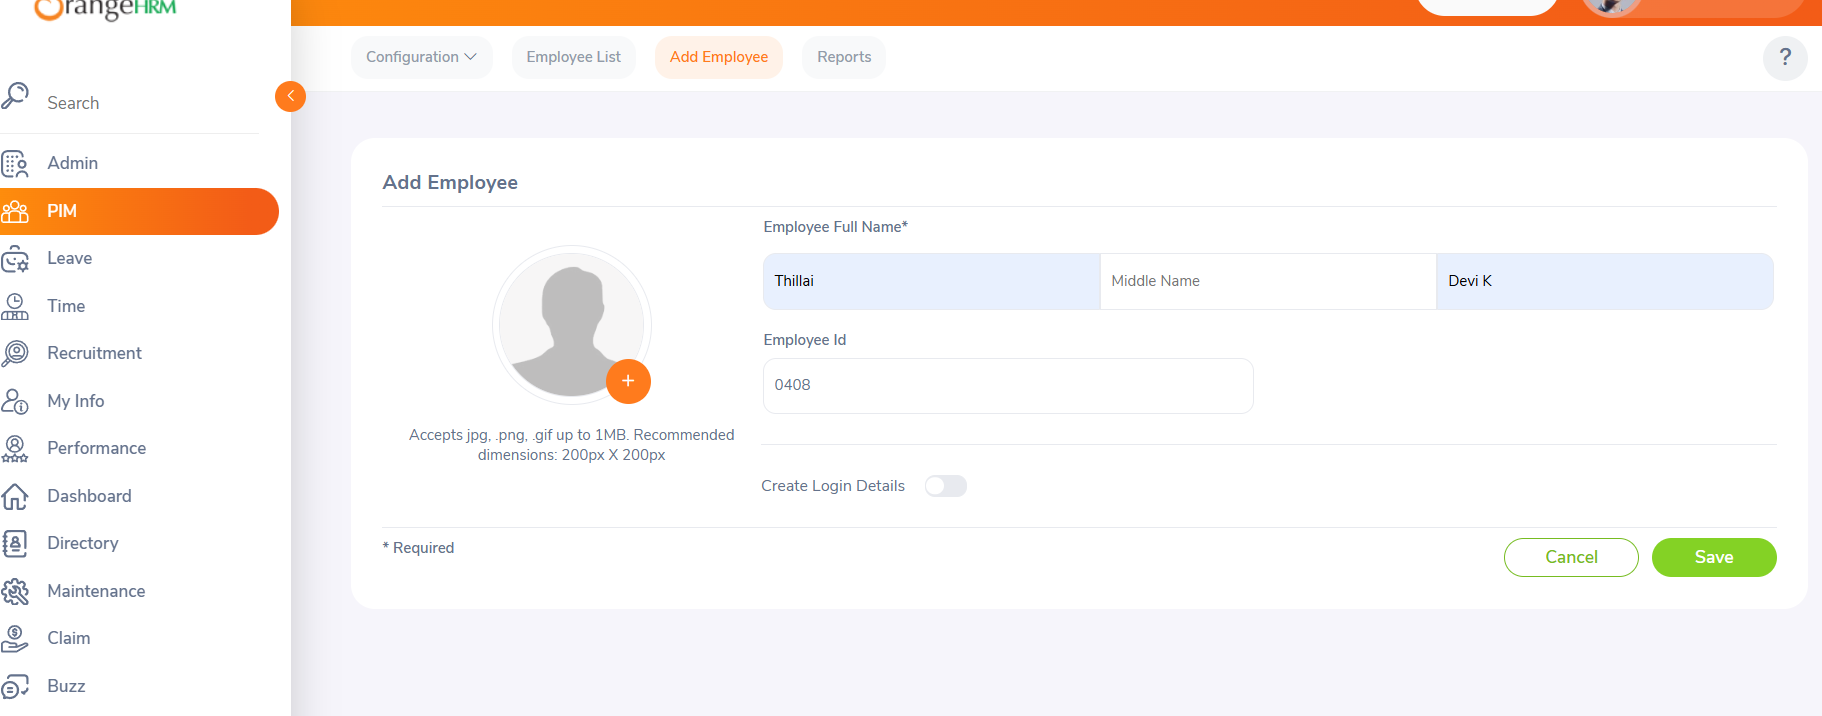 OrangeHRM
Search
Admin
PIM
Leave
Time
Recruitment
My Info
Performance
Dashboard
Directory
Maintenance
Claim
Buzz
Configuration
Employee List
Add Employee
Reports
?
Add Employee
Employee Full Name*
Thillai
Middle Name
Devi K
Employee Id
0408
Accepts jpg, .png, .gif up to 1MB. Recommended
dimensions: 200px X 200px
Create Login Details
* Required
Cancel
Save